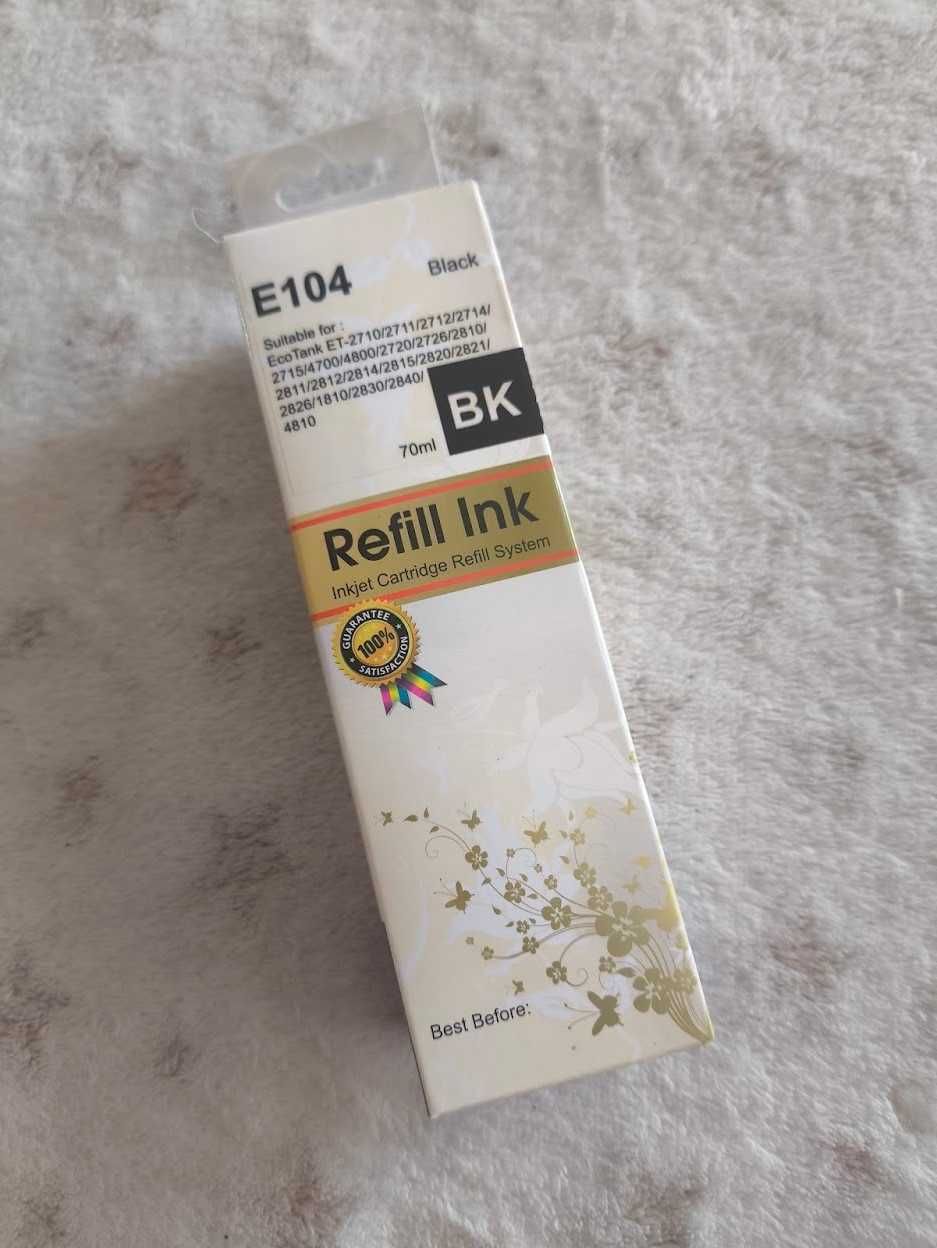 E104
Black
Suitable for :
EcoTank ET-2710/2711/2712/2714/
2715/4700/4800/2720/2726/2810/
2811/2812/2814/2815/2820/2821/
2826/1810/2830/2840/
4810
BK
70ml
Refill Ink
Inkjet Cartridge Refill System
GUARANTEE
100%
SATISFACTION
Best Before: